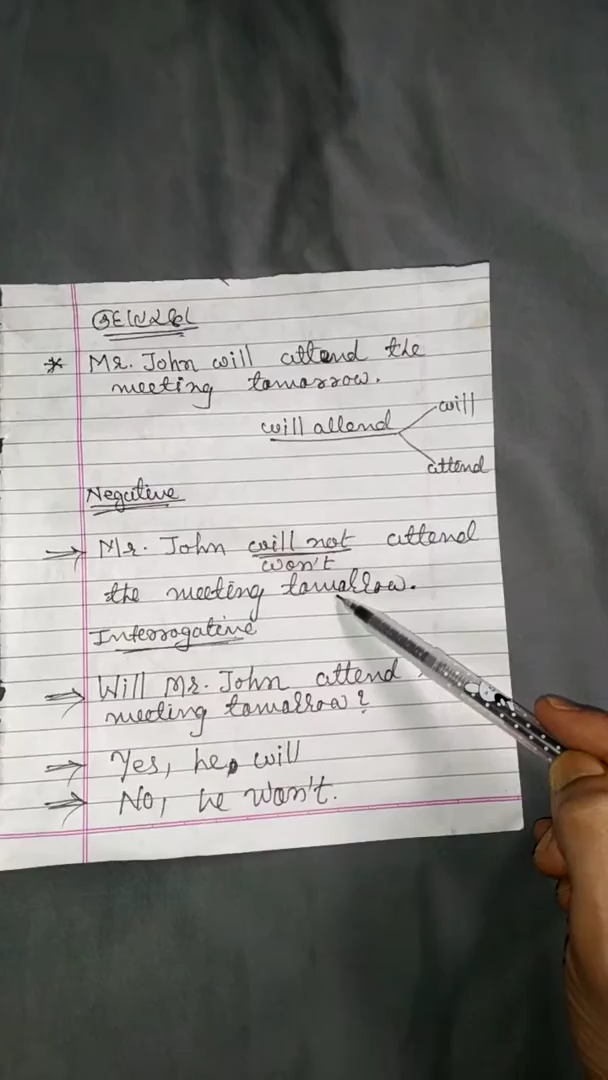 * Mr. John will attend the
meeting tomorrow.
will attend
will
attend
Negative
⇒ Mr. John will not attend
won't
the meeting tomorrow.
Interrogative
⇒ Will Mr. John attend
meeting tomorrow?
⇒ Yes, he, will
⇒ No, he won't.